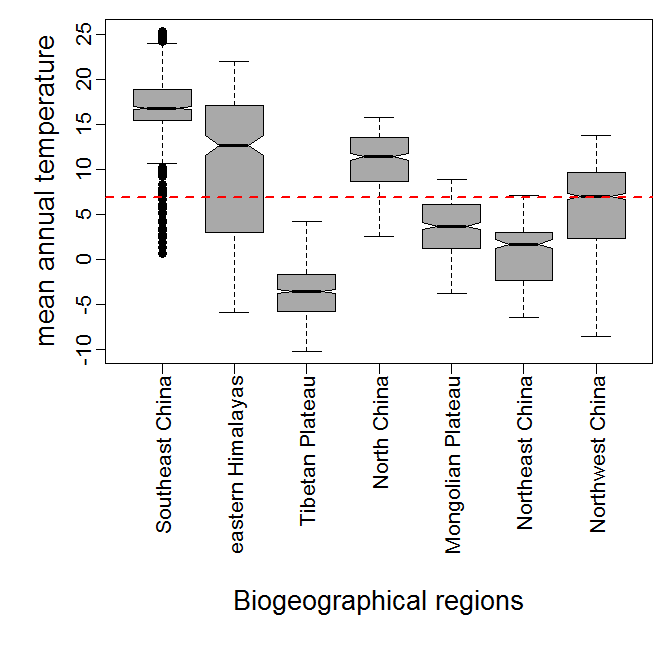 mean annual temperature
25
20
15
10
5
0
-5
-10
Southeast China
eastern Himalayas
Tibetan Plateau
North China
Mongolian Plateau
Northeast China
Northwest China
Biogeographical regions